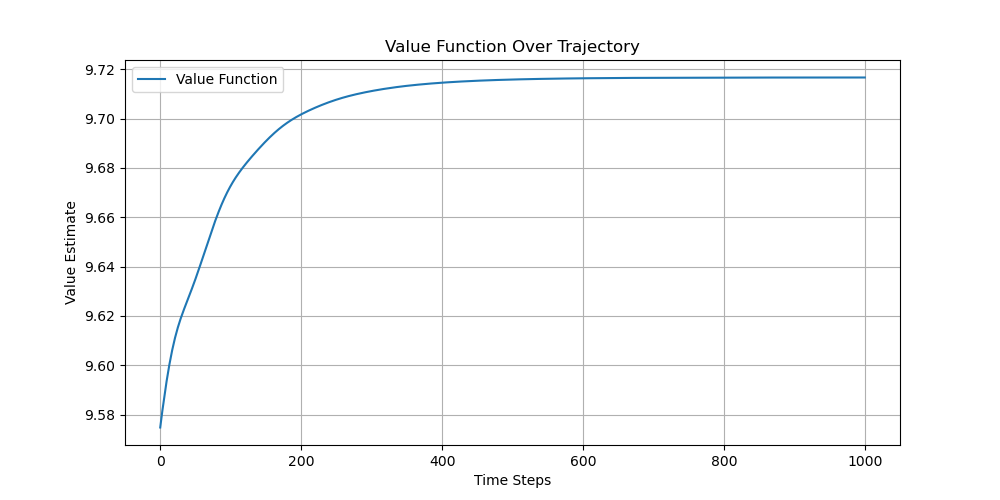 Value Function Over Trajectory
Value Function
Value Estimate
9.72
9.70
9.68
9.66
9.64
9.62
9.60
9.58
0 200 400 600 800 1000
Time Steps